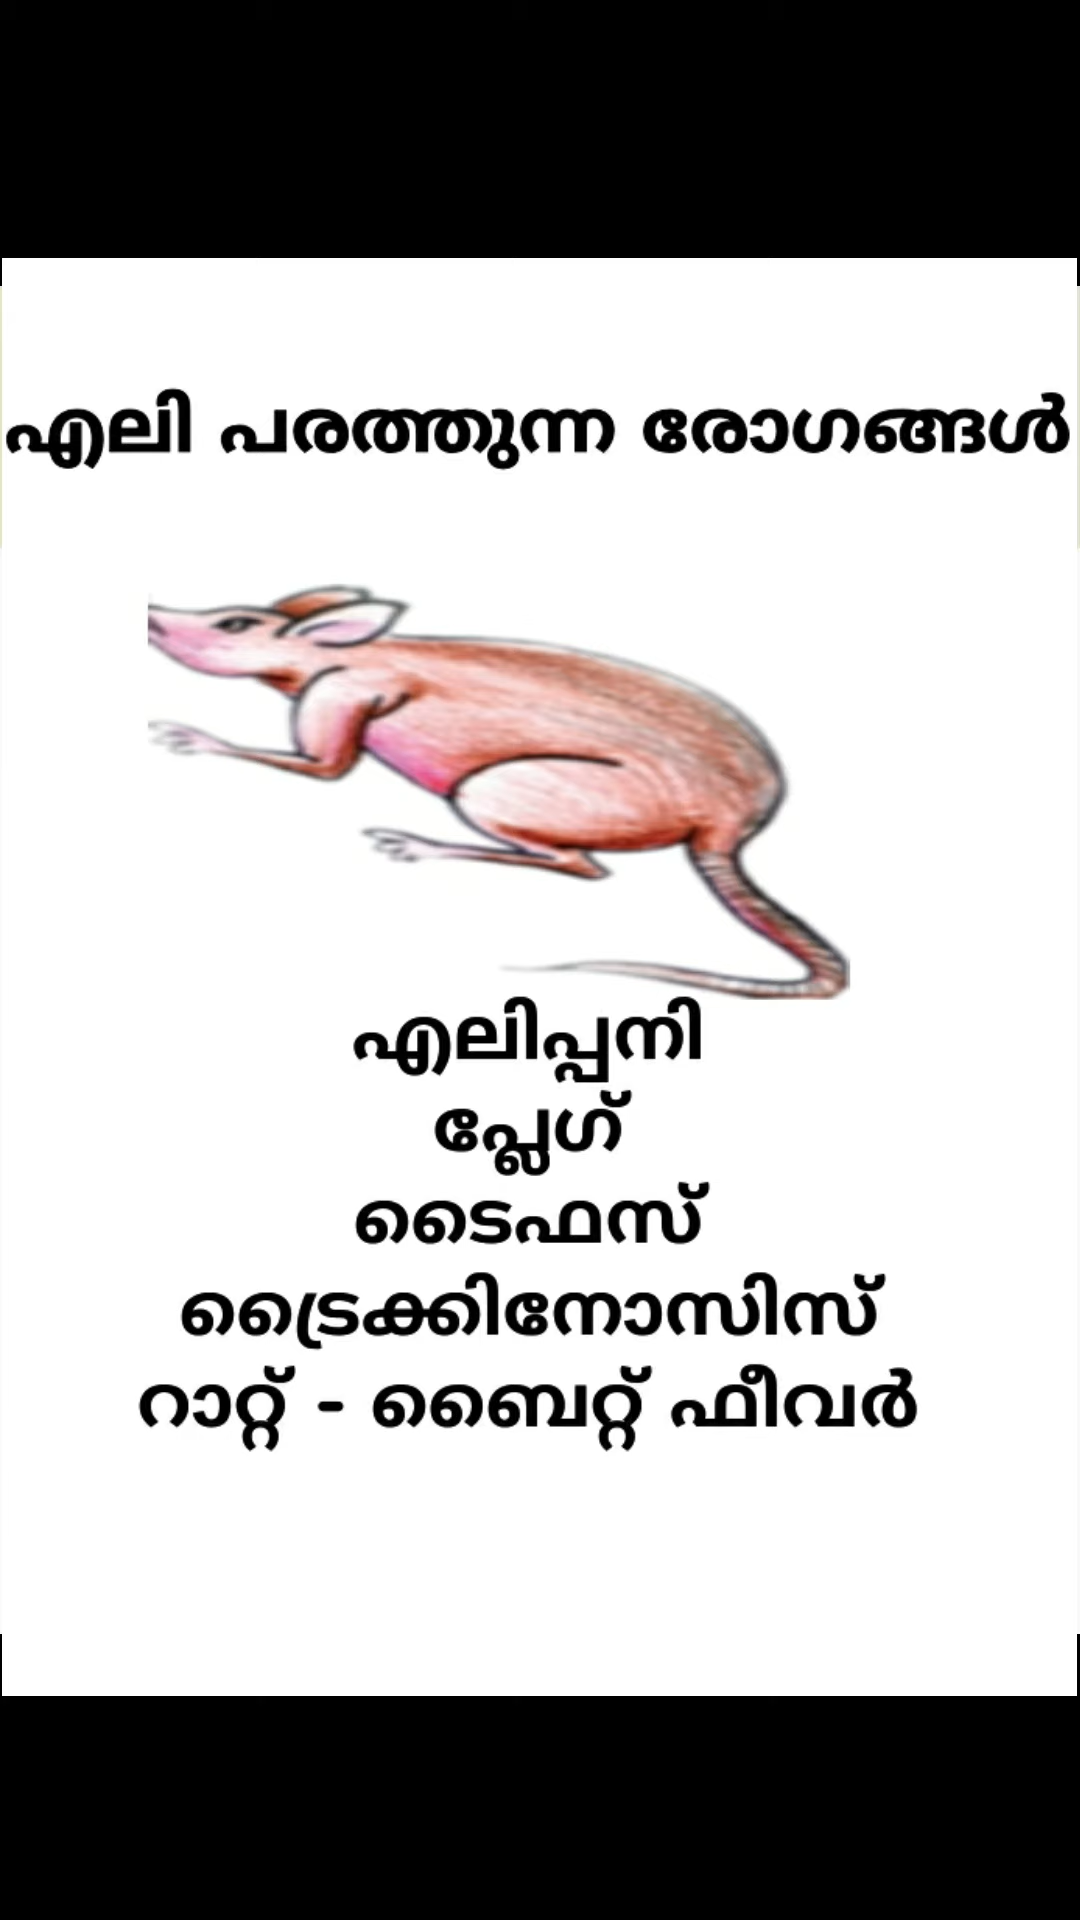 എലി പരത്തുന്ന രോഗങ്ങൾ
എലിപ്പനി
പ്ലേഗ്
ടൈഫസ്
ട്രൈക്കിനോസിസ്
റാറ്റ് - ബൈറ്റ് ഫീവർ